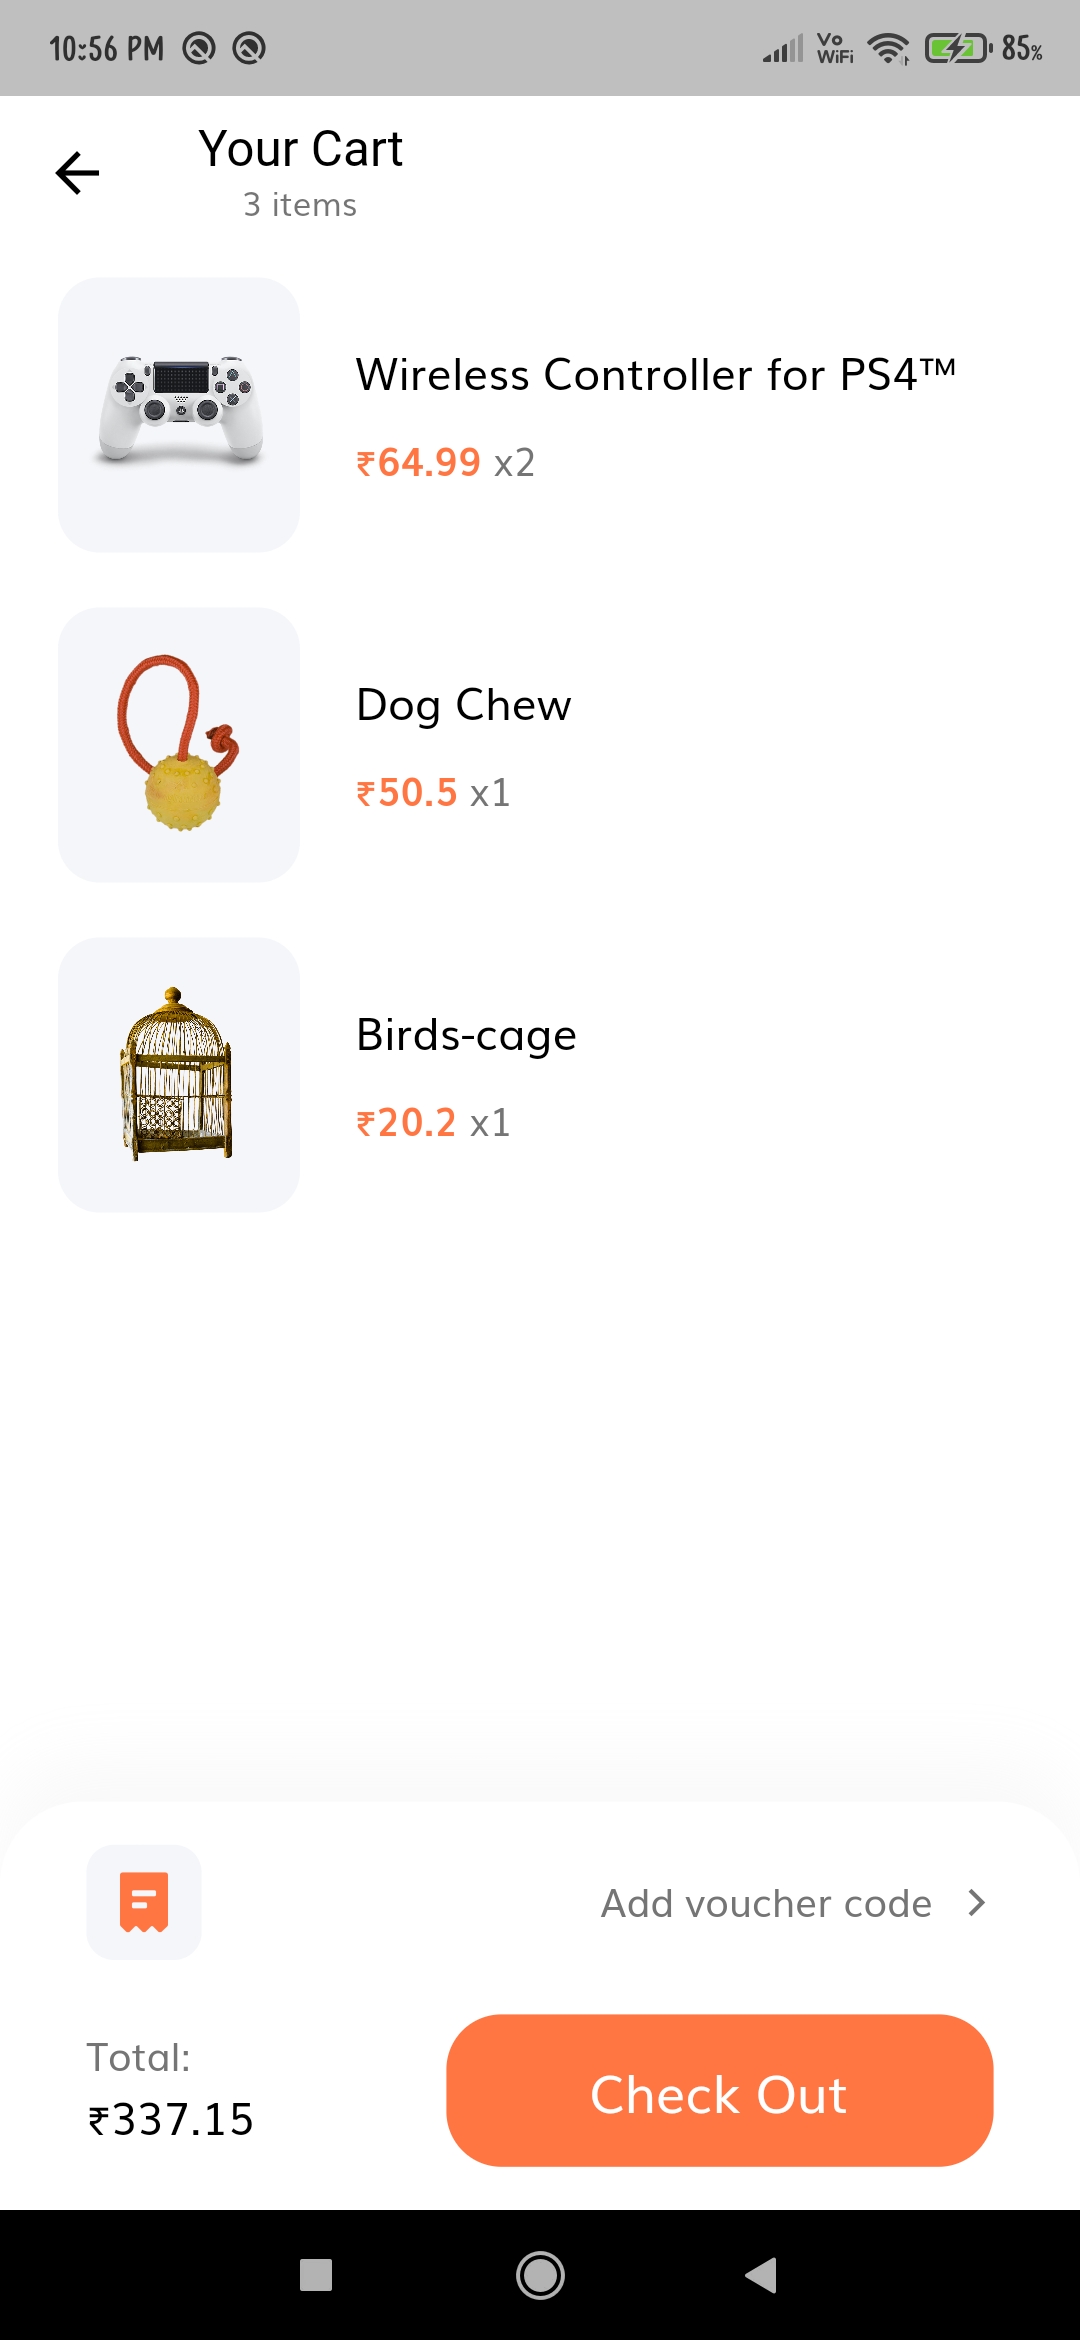 10:56 PM
Vo
WiFi
85%
Your Cart
3 items
Wireless Controller for PS4™
₹64.99 x2
Dog Chew
₹50.5 x1
Birds-cage
₹20.2 x1
Add voucher code
Total:
₹337.15
Check Out